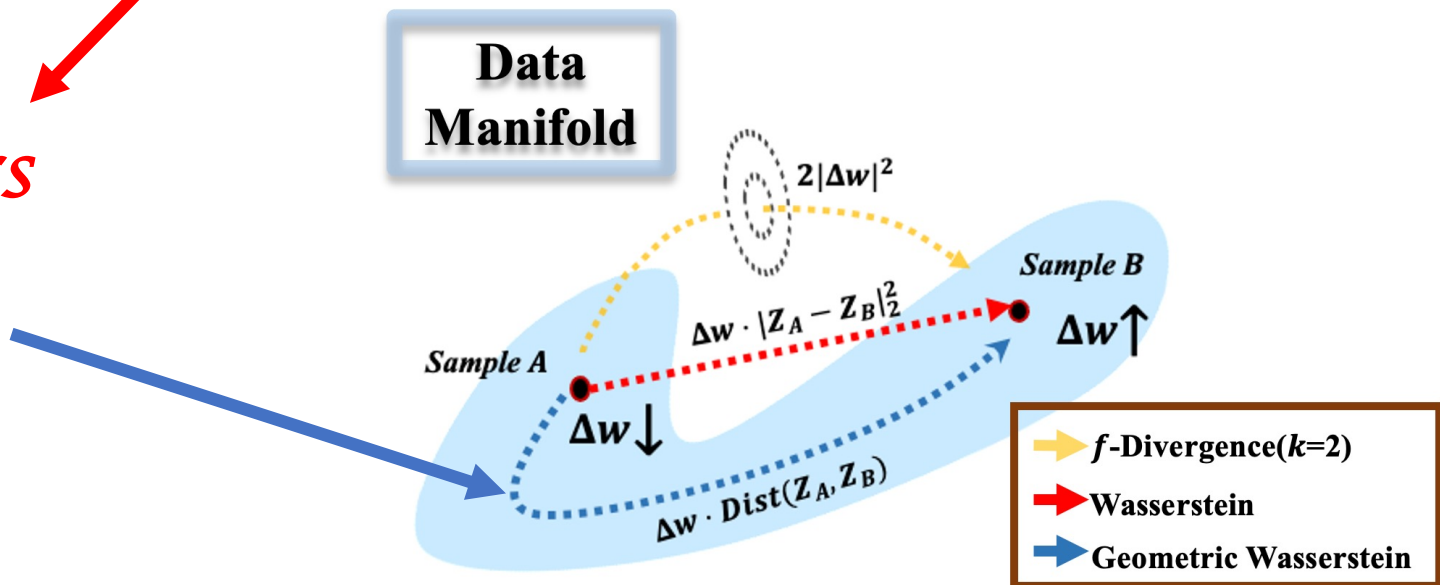 Data
Manifold
2|Δw|²
Sample B
Δw · |Z_A − Z_B|₂²
Δw↑
Sample A
Δw↓
Δw · Dist(Z_A, Z_B)
f-Divergence(k=2)
Wasserstein
Geometric Wasserstein